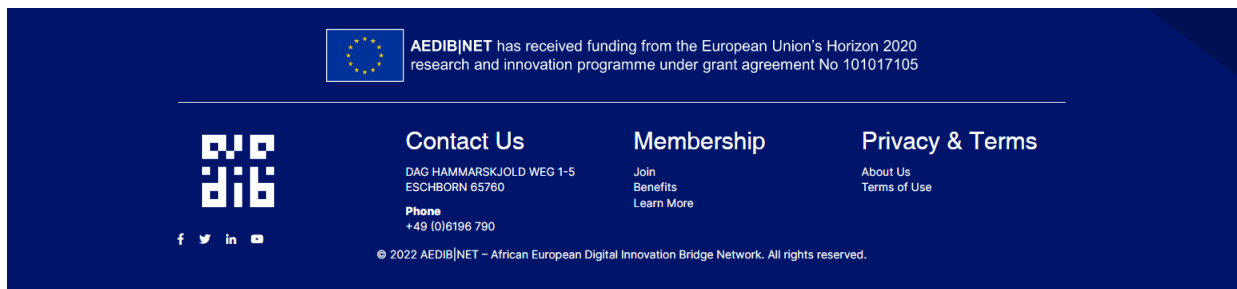 AEDIB|NET has received funding from the European Union's Horizon 2020
research and innovation programme under grant agreement No 101017105
dib
Contact Us
DAG HAMMARSKJOLD WEG 1-5
ESCHBORN 65760
Phone
+49 (0)6196 790
Membership
Join
Benefits
Learn More
Privacy & Terms
About Us
Terms of Use
© 2022 AEDIB|NET – African European Digital Innovation Bridge Network. All rights reserved.